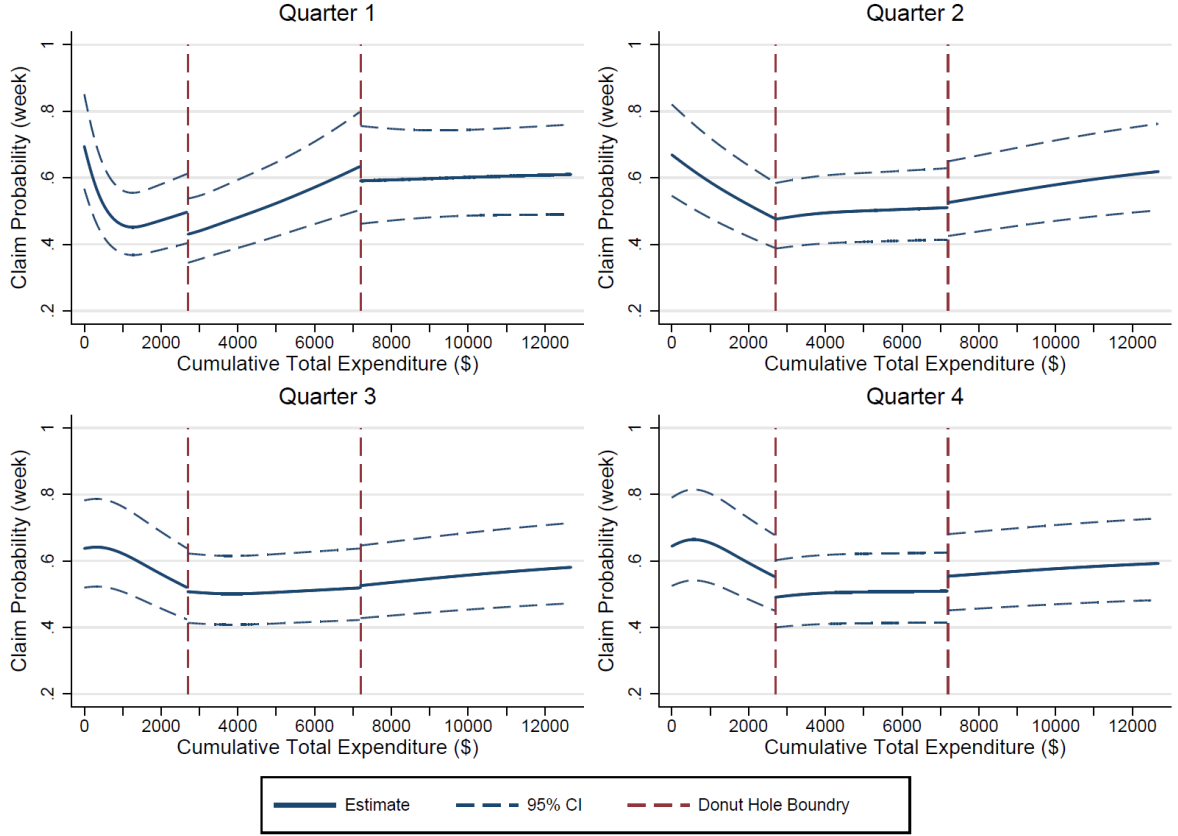 Quarter 1
Claim Probability (week)
1
.8
.6
.4
.2
0 2000 4000 6000 8000 10000 12000
Cumulative Total Expenditure ($)
Quarter 2
Claim Probability (week)
1
.8
.6
.4
.2
0 2000 4000 6000 8000 10000 12000
Cumulative Total Expenditure ($)
Quarter 3
Claim Probability (week)
1
.8
.6
.4
.2
0 2000 4000 6000 8000 10000 12000
Cumulative Total Expenditure ($)
Quarter 4
Claim Probability (week)
1
.8
.6
.4
.2
0 2000 4000 6000 8000 10000 12000
Cumulative Total Expenditure ($)
Estimate 95% CI Donut Hole Boundry